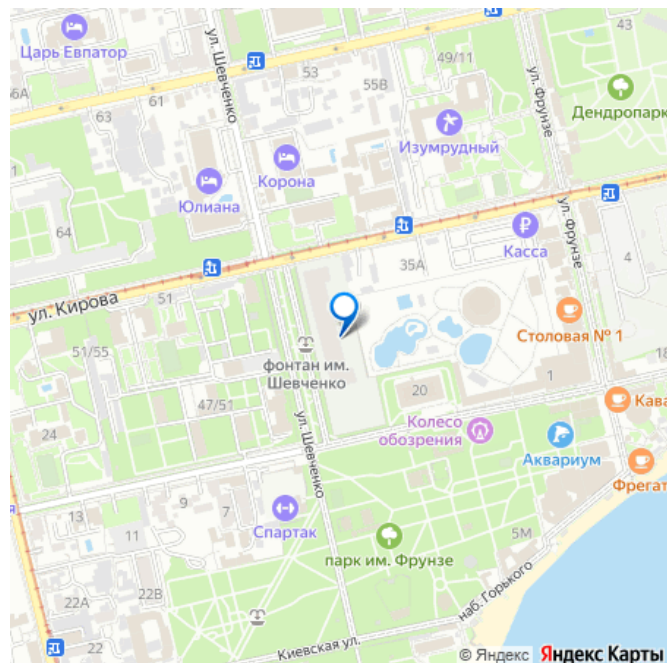 43
49/11
Царь Евпатор
ул. Шевченко
53
55В
ул. Фрунзе
66А
61
63
Дендропарк
Изумрудный
Корона
Юлиана
64
ул. Фрунзе
Касса
35А
4
ул. Кирова
51
Столовая № 1
51/55
фонтан им.
Шевченко
18
20
1
47/51
Кава
24
Колесо
обозрения
ул. Шевченко
Аквариум
Фрегат
я
9
13
7
11
Спартак
5М
парк им. Фрунзе
наб. Горького
22А
22В
22
Киевская ул.
© Яндекс Яндекс Карты